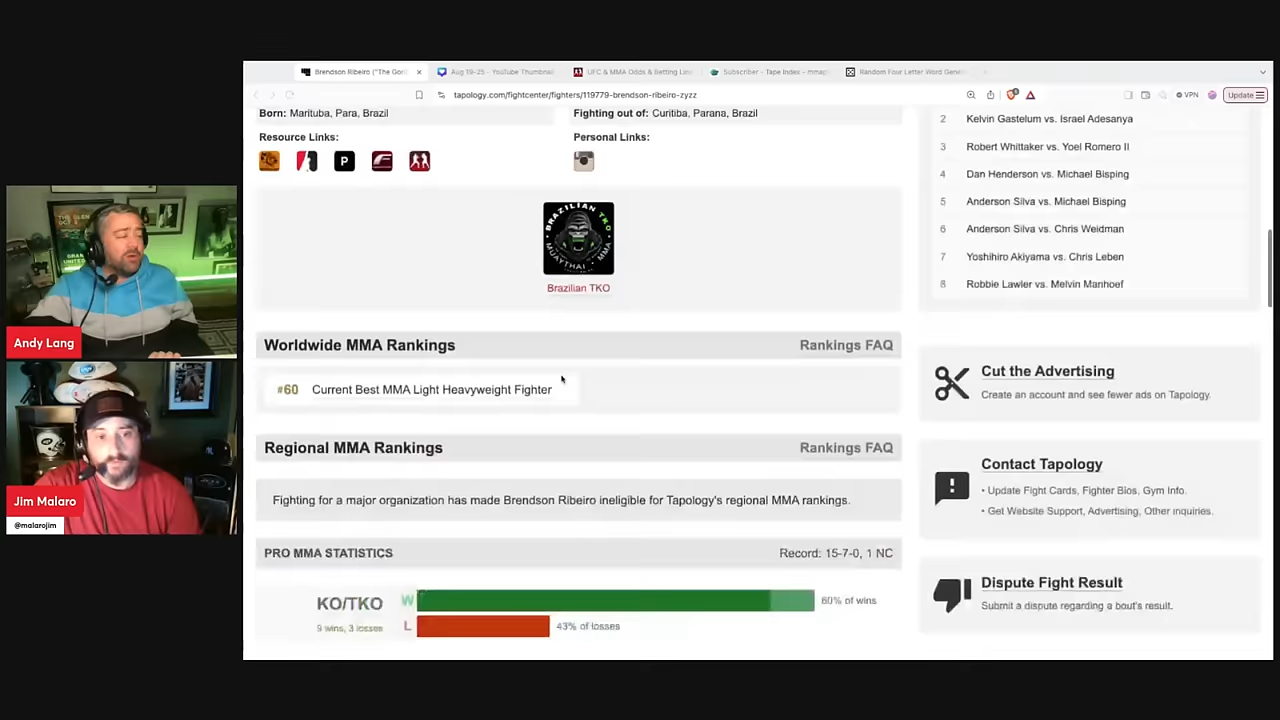 Brendson Ribeiro ("The Gori
Aug 19-25 - YouTube Thumbnail
UFC & MMA Odds & Betting Line
Subscriber - Tape Index - mmap
Random Four Letter Word Gene
tapology.com/fightcenter/fighters/119779-brendson-ribeiro-zyzz
VPN
Update
Born: Marituba, Para, Brazil
Fighting out of: Curitiba, Parana, Brazil
Resource Links:
Personal Links:
P
BRAZILIAN TKO
MUAYTHAI MMA
Brazilian TKO
2 Kelvin Gastelum vs. Israel Adesanya
3 Robert Whittaker vs. Yoel Romero II
4 Dan Henderson vs. Michael Bisping
5 Anderson Silva vs. Michael Bisping
6 Anderson Silva vs. Chris Weidman
7 Yoshihiro Akiyama vs. Chris Leben
8 Robbie Lawler vs. Melvin Manhoef
Worldwide MMA Rankings
Rankings FAQ
#60 Current Best MMA Light Heavyweight Fighter
Regional MMA Rankings
Rankings FAQ
Fighting for a major organization has made Brendson Ribeiro ineligible for Tapology's regional MMA rankings.
PRO MMA STATISTICS
Record: 15-7-0, 1 NC
KO/TKO
9 wins, 3 losses
W
60% of wins
L
43% of losses
Cut the Advertising
Create an account and see fewer ads on Tapology.
Contact Tapology
• Update Fight Cards, Fighter Bios, Gym Info.
• Get Website Support, Advertising, Other Inquiries.
Dispute Fight Result
Submit a dispute regarding a bout's result.
Andy Lang
Jim Malaro
@malarojim